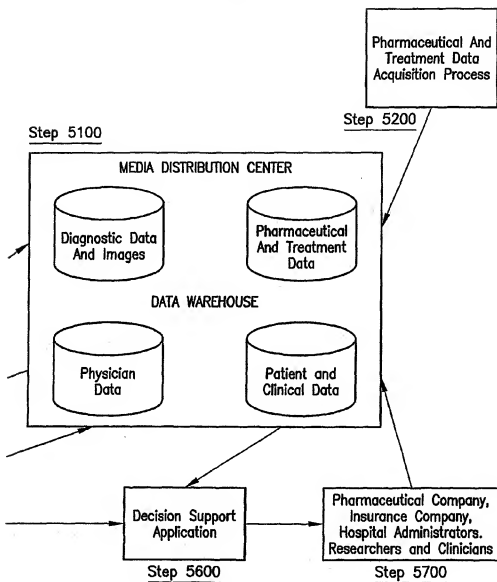 Pharmaceutical And
Treatment Data
Acquisition Process
Step 5200
Step 5100
MEDIA DISTRIBUTION CENTER
Diagnostic Data
And Images
Pharmaceutical
And Treatment
Data
DATA WAREHOUSE
Physician
Data
Patient and
Clinical Data
Decision Support
Application
Step 5600
Pharmaceutical Company,
Insurance Company,
Hospital Administrators.
Researchers and Clinicians
Step 5700